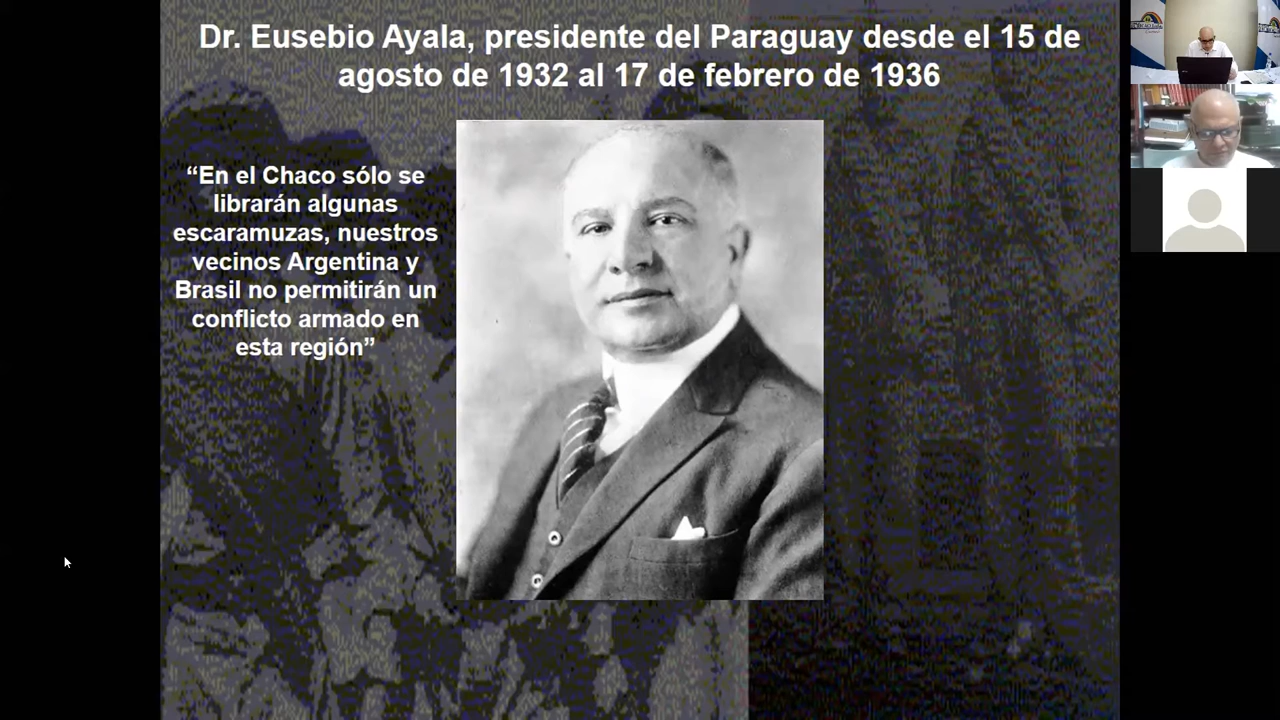 Dr. Eusebio Ayala, presidente del Paraguay desde el 15 de
agosto de 1932 al 17 de febrero de 1936
“En el Chaco sólo se
librarán algunas
escaramuzas, nuestros
vecinos Argentina y
Brasil no permitirán un
conflicto armado en
esta región”